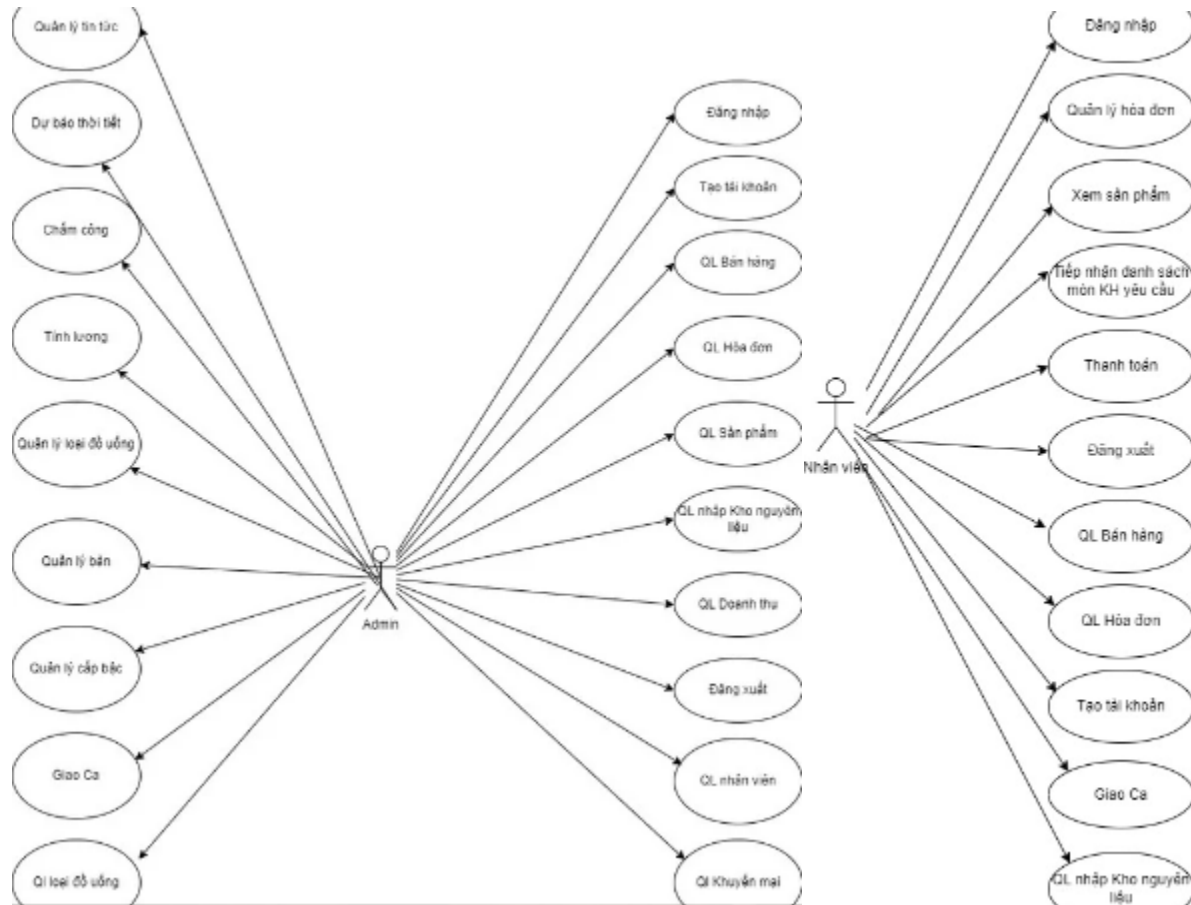 Quản lý tin tức
Dự báo thời tiết
Chấm công
Tính lương
Quản lý loại đồ uống
Quản lý bàn
Quản lý cấp bậc
Giao Ca
Ql loại đồ uống
Admin
Đăng nhập
Tạo tài khoản
QL Bán hàng
QL Hóa đơn
QL Sản phẩm
QL nhập Kho nguyên
liệu
QL Doanh thu
Đăng xuất
QL nhân viên
Ql Khuyến mại
Nhân viên
Đăng nhập
Quản lý hóa đơn
Xem sản phẩm
Tiếp nhận danh sách
món KH yêu cầu
Thanh toán
Đăng xuất
QL Bán hàng
QL Hóa đơn
Tạo tài khoản
Giao Ca
QL nhập Kho nguyên
liệu